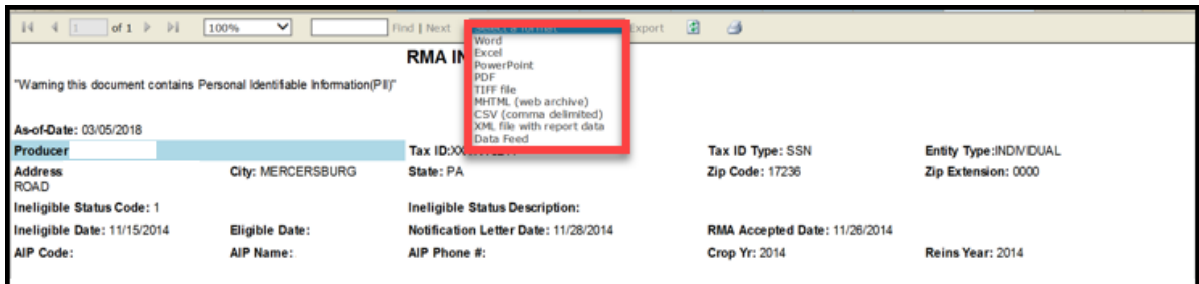 1 of 1 100% Find | Next Select a format Export
Word
Excel
PowerPoint
PDF
TIFF file
MHTML (web archive)
CSV (comma delimited)
XML file with report data
Data Feed
RMA
"Warning this document contains Personal Identifiable Information(PII)"
As-of-Date: 03/05/2018
Producer Tax ID: Tax ID Type: SSN Entity Type:INDIVIDUAL
Address City: MERCERSBURG State: PA Zip Code: 17236 Zip Extension: 0000
ROAD
Ineligible Status Code: 1 Ineligible Status Description:
Ineligible Date: 11/15/2014 Eligible Date: Notification Letter Date: 11/28/2014 RMA Accepted Date: 11/26/2014
AIP Code: AIP Name: AIP Phone #: Crop Yr: 2014 Reins Year: 2014